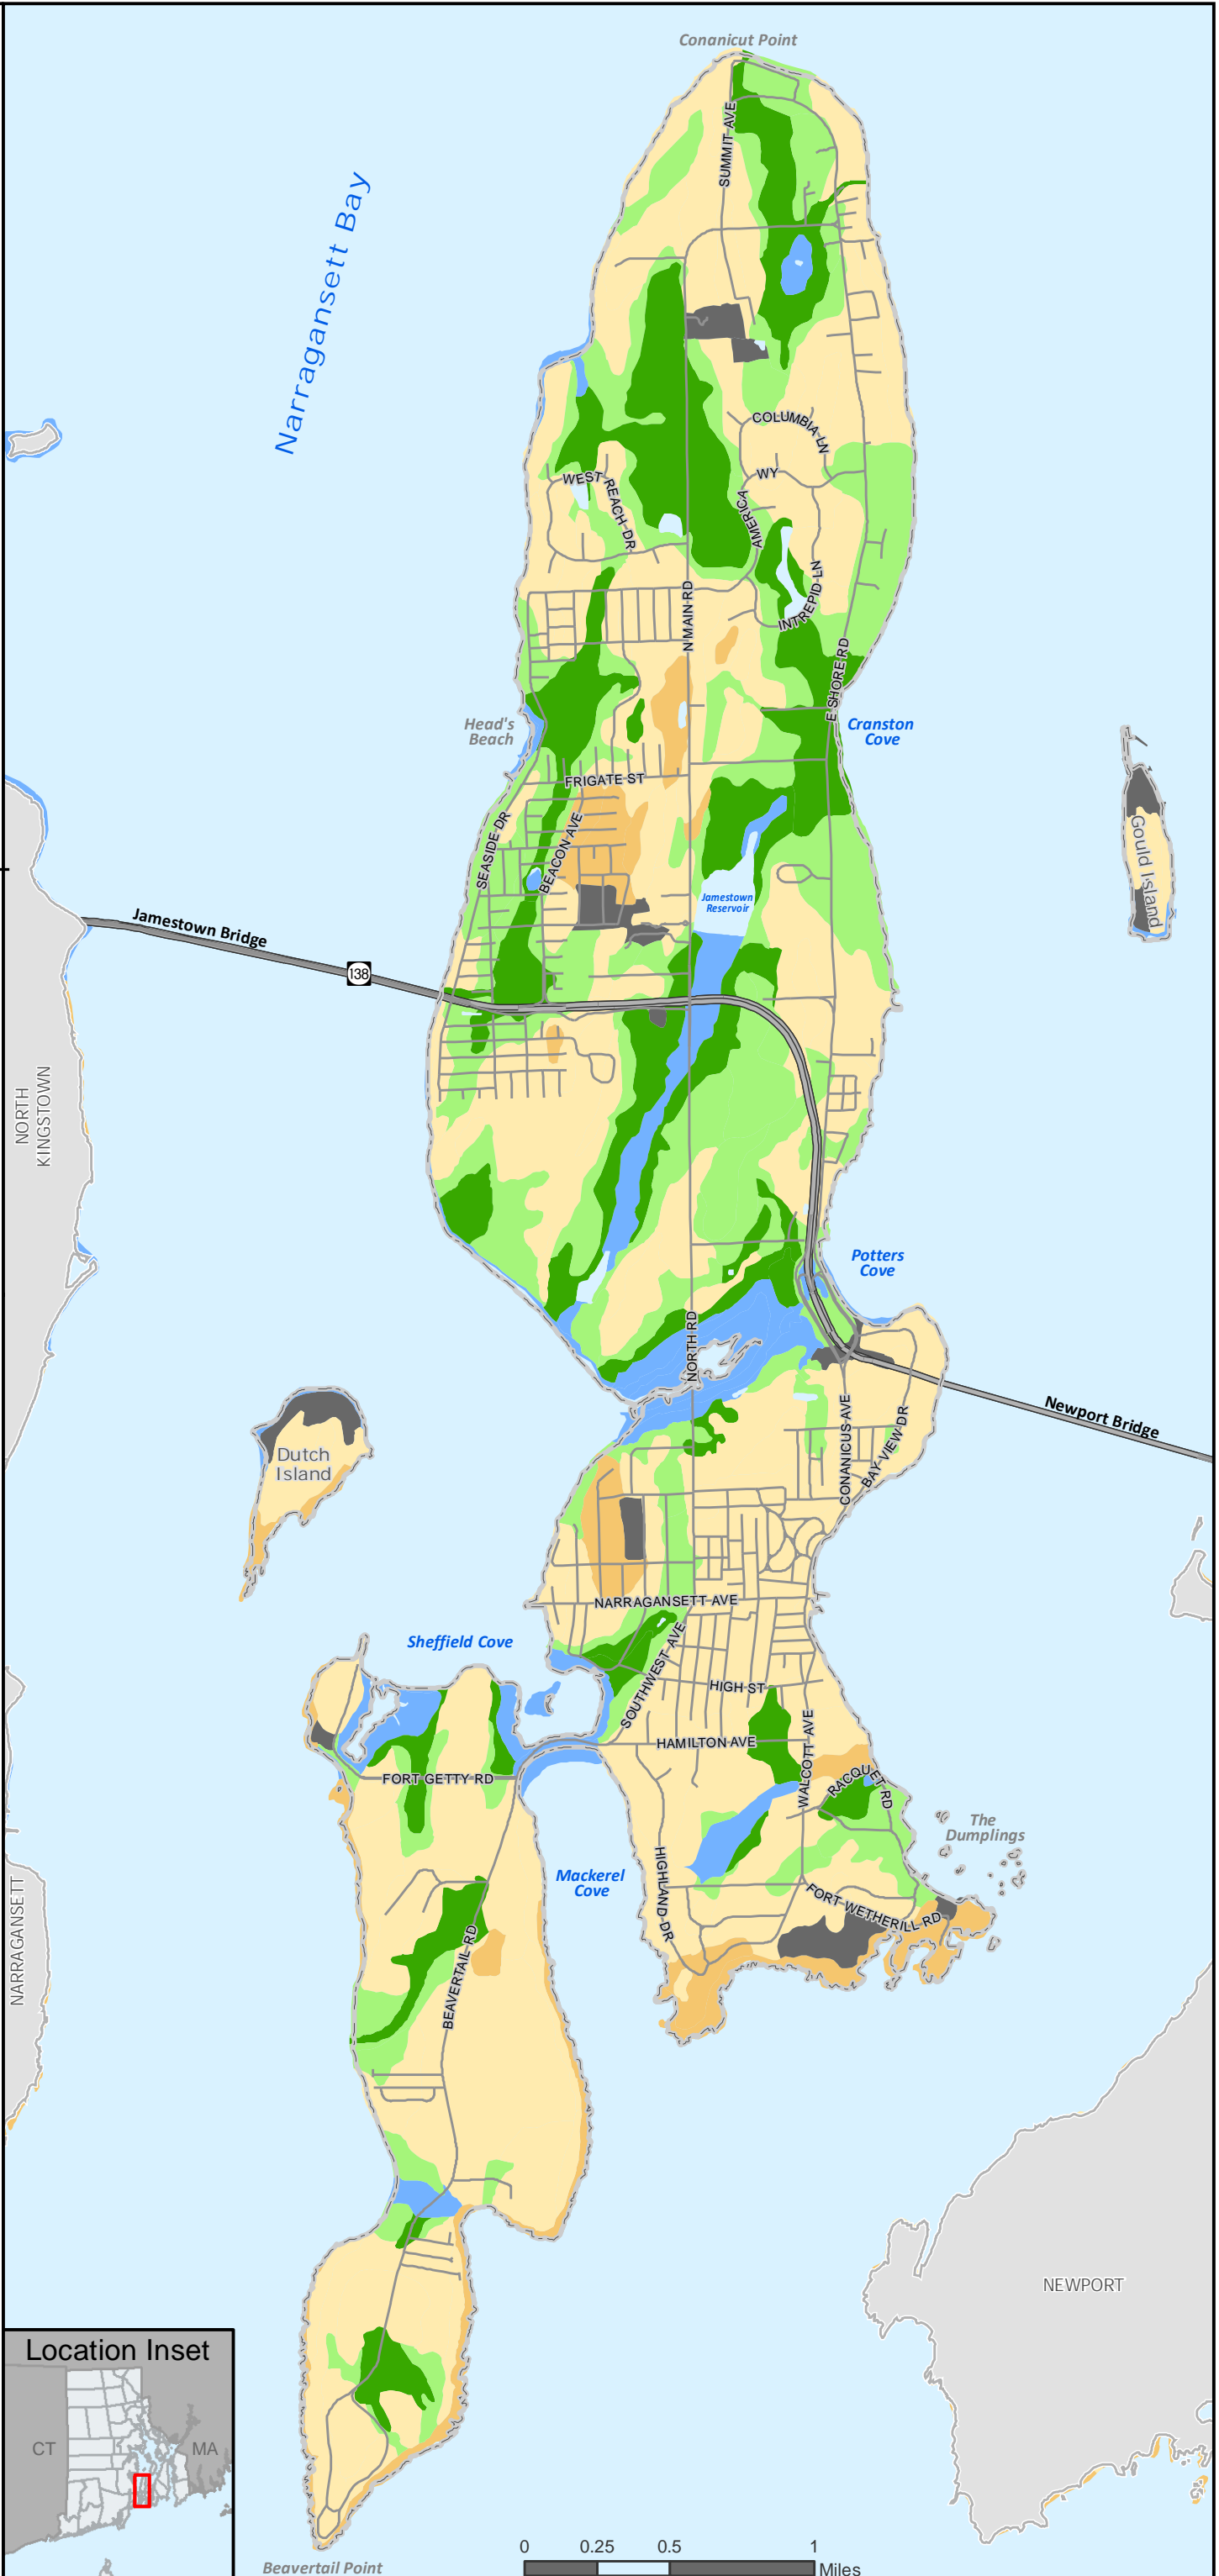 Conanicut Point
SUMMIT AVE
Narragansett Bay
COLUMBIA LN
WEST REACH DR
WY
AMERICA
INTREPID LN
N MAIN RD
E SHORE RD
Head's
Beach
Cranston
Cove
FRIGATE ST
SEASIDE DR
BEACON AVE
Gould Island
Jamestown
Reservoir
Jamestown Bridge
138
NORTH
KINGSTOWN
Potters
Cove
NORTH RD
Newport Bridge
CONANICUS AVE
BAY VIEW DR
Dutch
Island
NARRAGANSETT AVE
Sheffield Cove
SOUTHWEST AVE
HIGH ST
HAMILTON AVE
WALCOTT AVE
FORT GETTY RD
RACQUET RD
The
Dumplings
Mackerel
Cove
HIGHLAND DR
FORT WETHERILL RD
NARRAGANSETT
BEAVERTAIL RD
NEWPORT
Location Inset
CT
MA
0 0.25 0.5 1
Miles
Beavertail Point